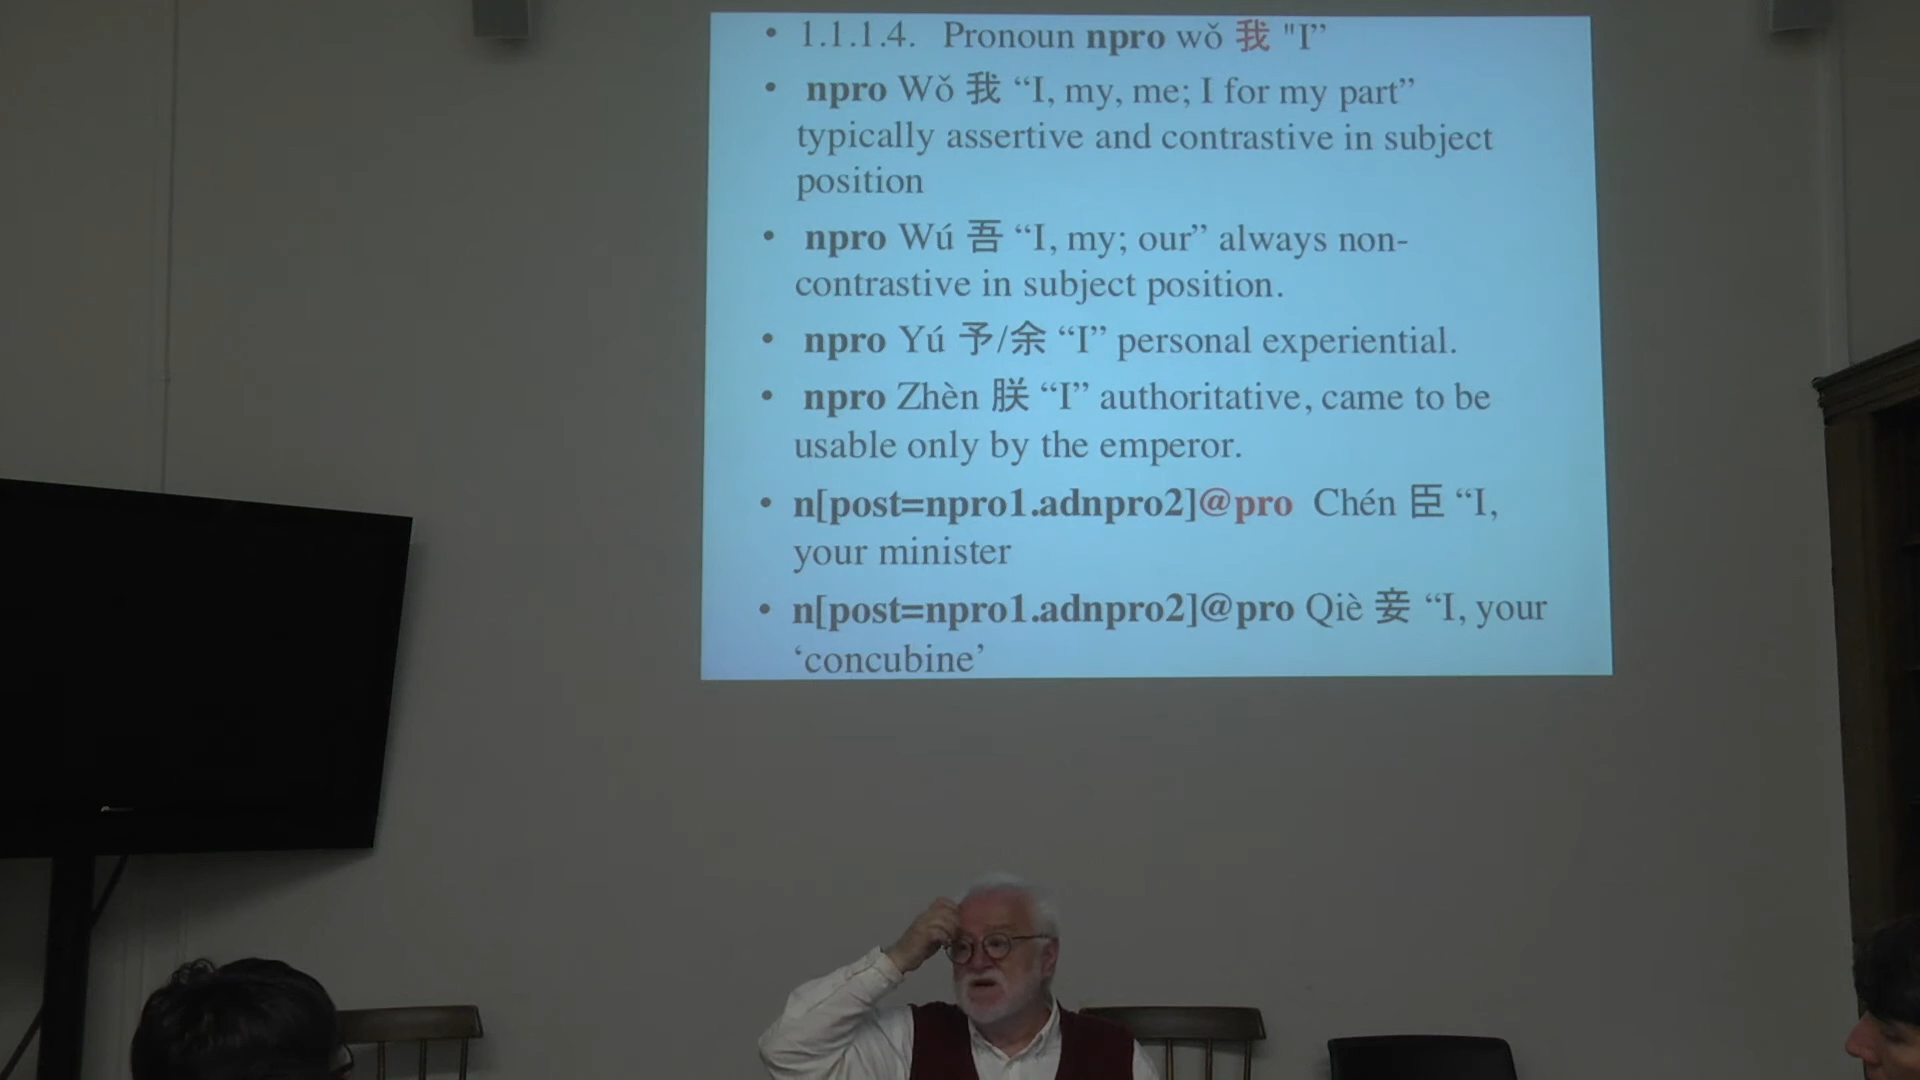 • 1.1.1.4. Pronoun npro wǒ 我 "I”
• npro Wǒ 我 “I, my, me; I for my part”
typically assertive and contrastive in subject
position
• npro Wú 吾 “I, my; our” always non-
contrastive in subject position.
• npro Yú 予/余 “I” personal experiential.
• npro Zhèn 朕 “I” authoritative, came to be
usable only by the emperor.
• n[post=npro1.adnpro2]@pro Chén 臣 “I,
your minister
• n[post=npro1.adnpro2]@pro Qiè 妾 “I, your
‘concubine’